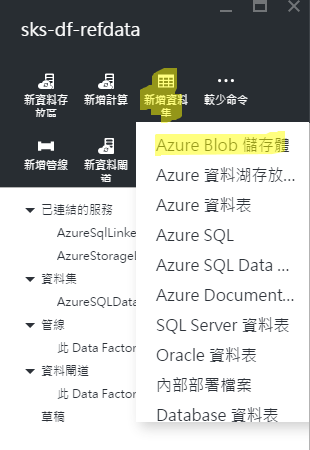 sks-df-refdata
新資料存
放區
新增計算
新增資料
集
較少命令
新增管線
新資料閘
道
Azure Blob 儲存體
Azure 資料湖存放...
Azure 資料表
Azure SQL
Azure SQL Data ...
Azure Document...
SQL Server 資料表
Oracle 資料表
內部部署檔案
Database 資料表
已連結的服務
AzureSqlLinke
AzureStorageL
資料集
AzureSQLData
管線
此 Data Factor
資料閘道
此 Data Factor
草稿